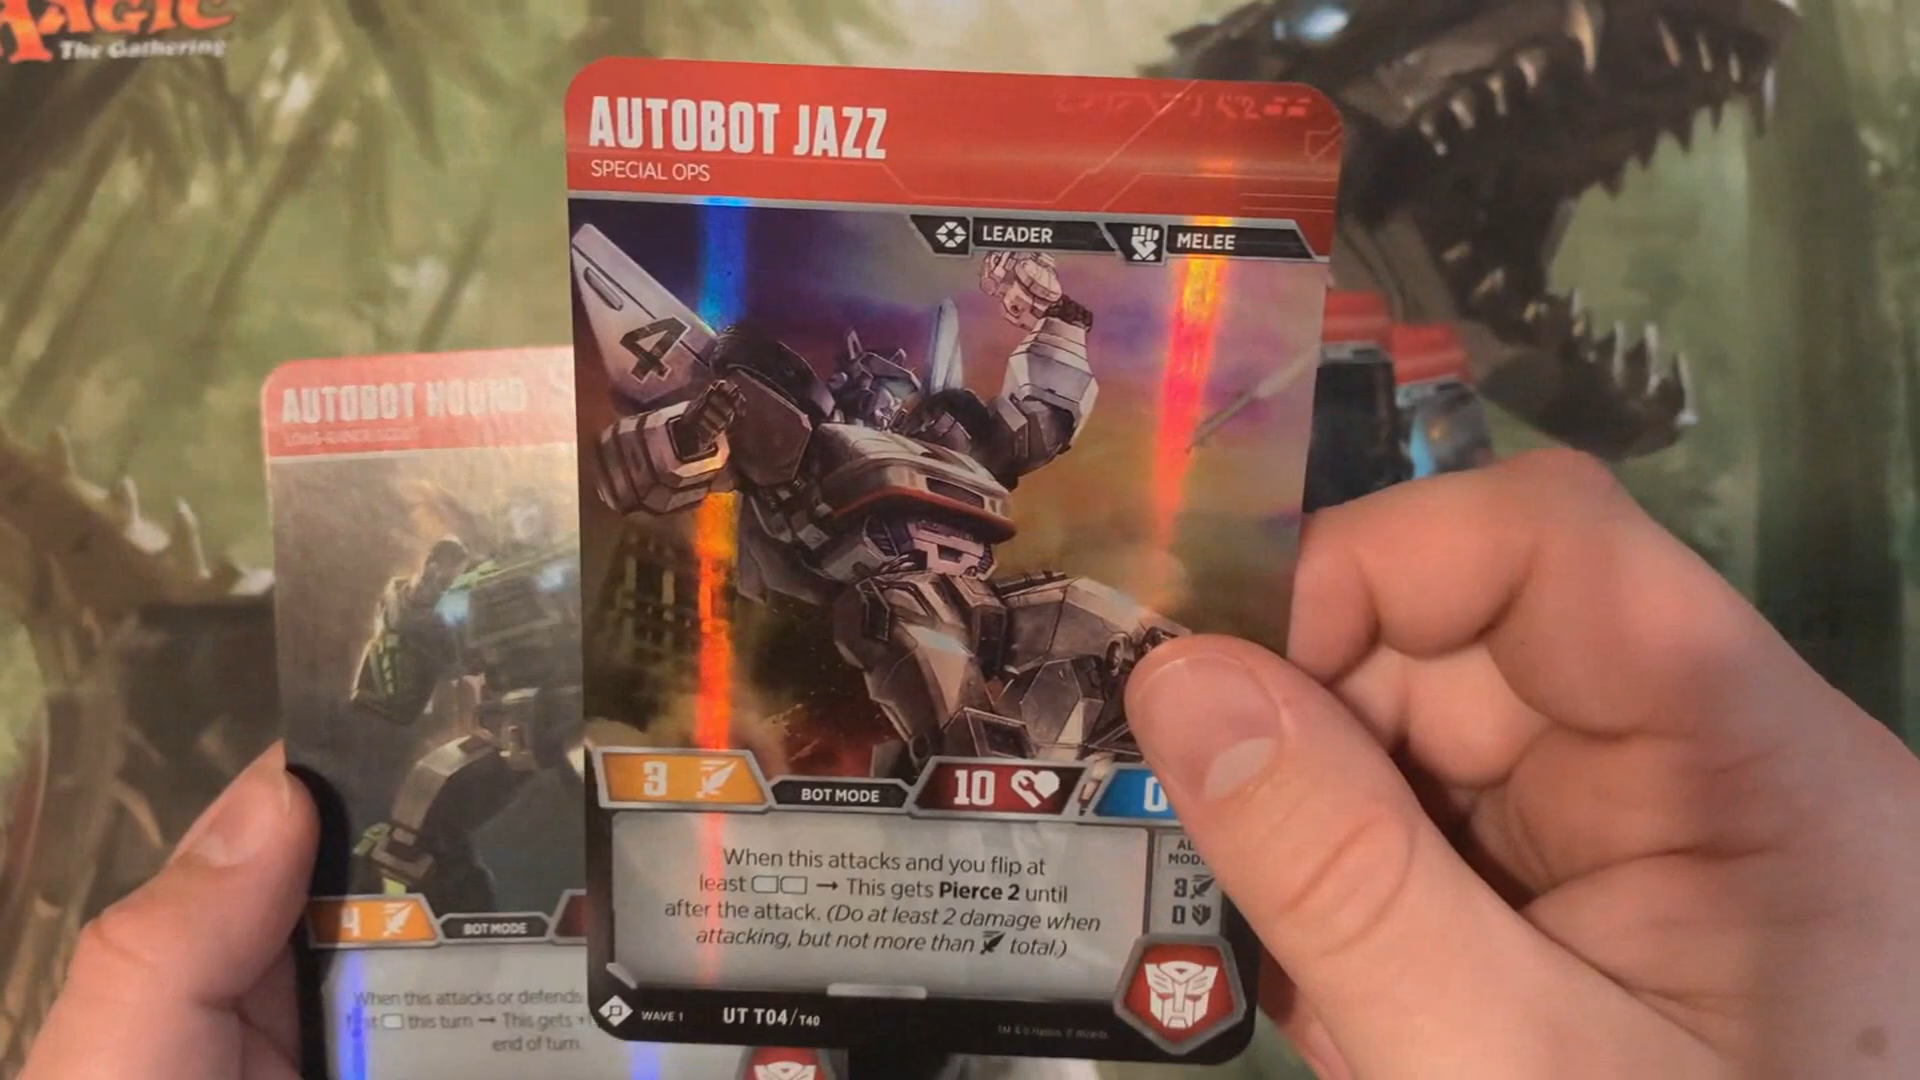 MAGIC
The Gathering
AUTOBOT JAZZ
SPECIAL OPS
LEADER
MELEE
4
3
BOT MODE
10
0
When this attacks and you flip at
least → This gets Pierce 2 until
after the attack. (Do at least 2 damage when
attacking, but not more than total.)
3
0
WAVE 1
UT T04/T40
AUTOBOT HOUND
4
BOT MODE
When this attacks or defends
this turn → This gets
end of turn.